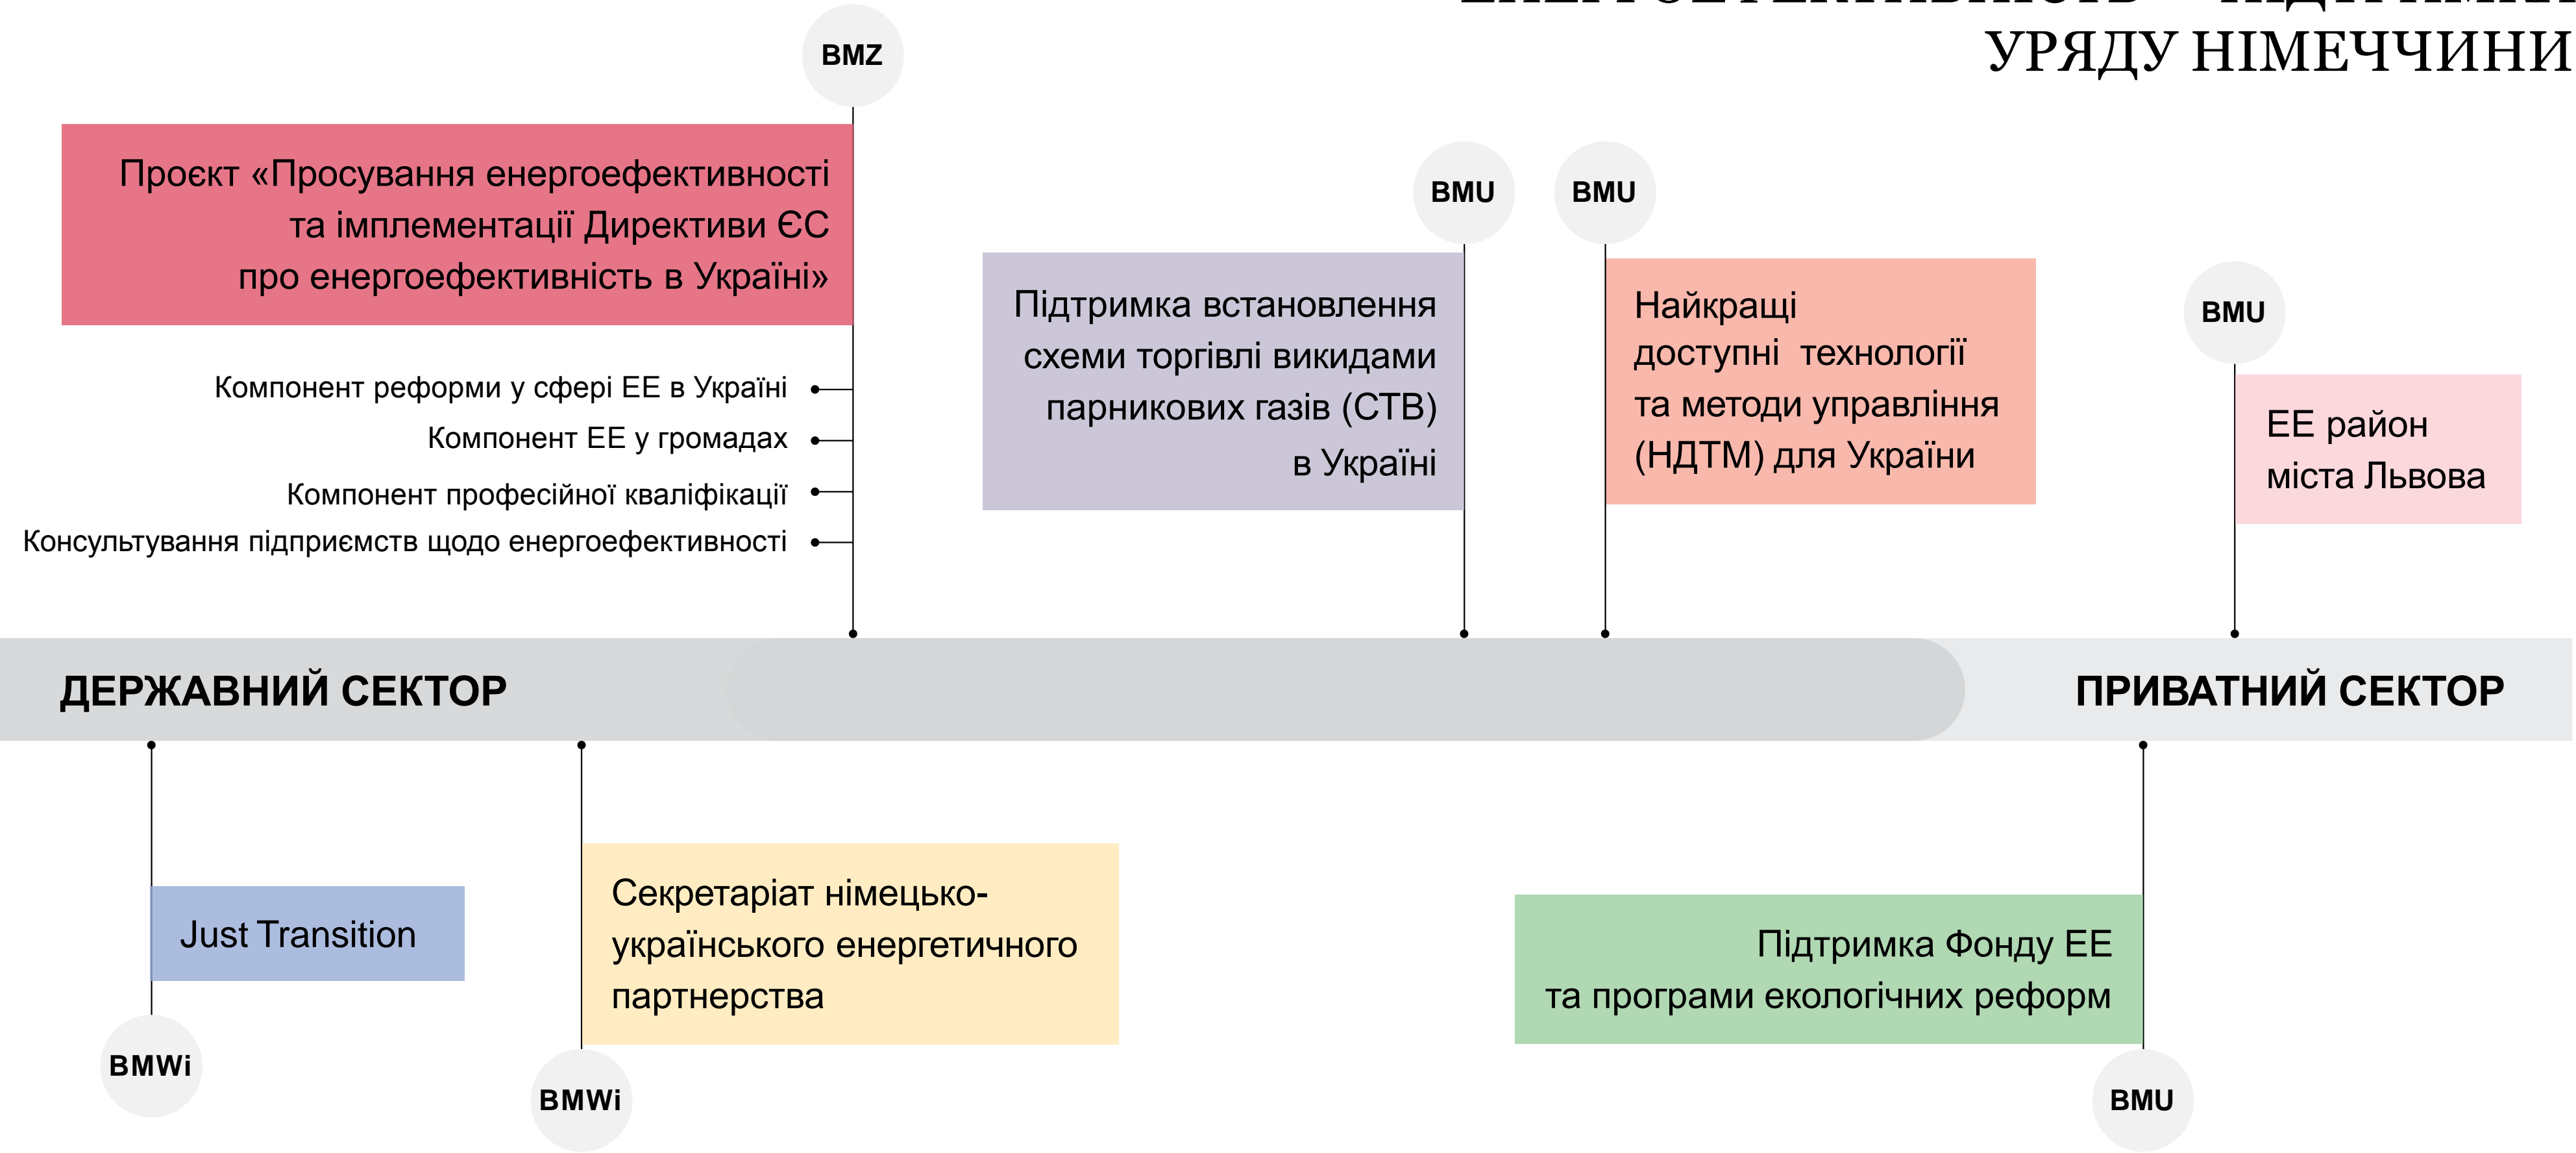 УРЯДУ НІМЕЧЧИНИ
BMZ
Проєкт «Просування енергоефективності
та імплементації Директиви ЄС
про енергоефективність в Україні»
Компонент реформи у сфері ЕЕ в Україні
Компонент ЕЕ у громадах
Компонент професійної кваліфікації
Консультування підприємств щодо енергоефективності
BMU
Підтримка встановлення
схеми торгівлі викидами
парникових газів (СТВ)
в Україні
BMU
Найкращі
доступні технології
та методи управління
(НДТМ) для України
BMU
ЕЕ район
міста Львова
ДЕРЖАВНИЙ СЕКТОР
ПРИВАТНИЙ СЕКТОР
Just Transition
BMWi
Секретаріат німецько-
українського енергетичного
партнерства
BMWi
Підтримка Фонду ЕЕ
та програми екологічних реформ
BMU